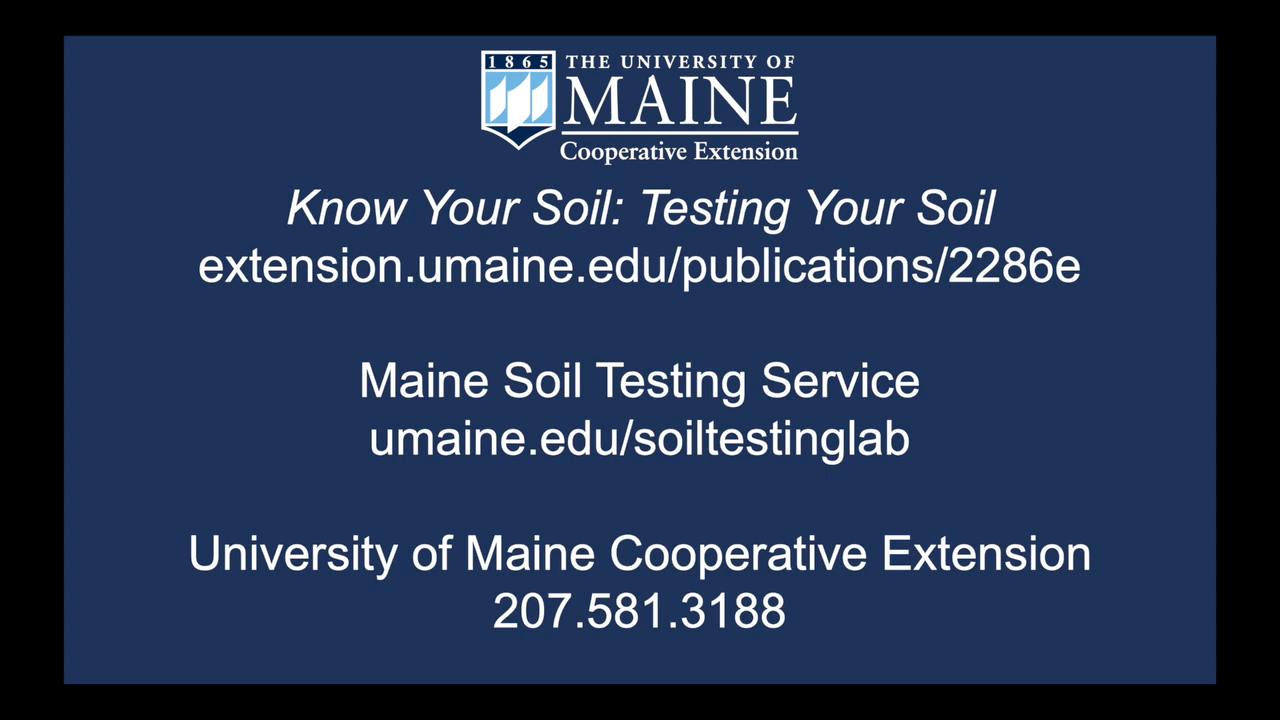 1865
THE UNIVERSITY OF
MAINE
Cooperative Extension
Know Your Soil: Testing Your Soil
extension.umaine.edu/publications/2286e
Maine Soil Testing Service
umaine.edu/soiltestinglab
University of Maine Cooperative Extension
207.581.3188